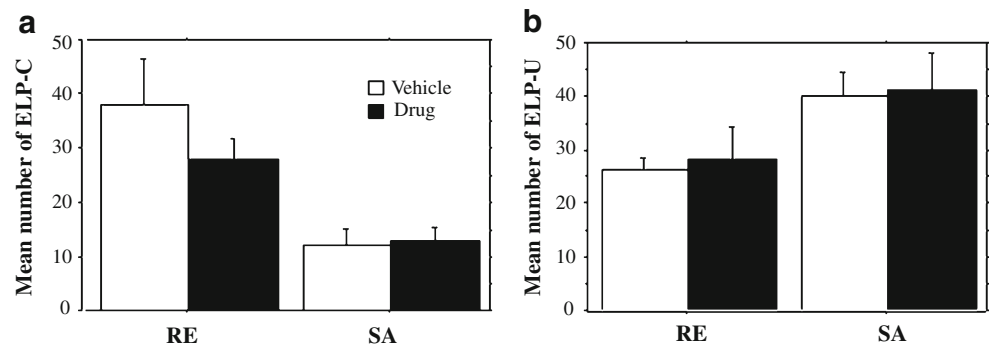 a
Mean number of ELP-C
50
40
30
20
10
0
Vehicle
Drug
RE SA
b
Mean number of ELP-U
50
40
30
20
10
0
RE SA